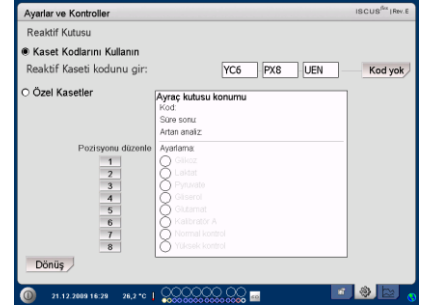 Ayarlar ve Kontroller
ISCUS Flex | Rev.E
Reaktif Kutusu
Kaset Kodlarını Kullanın
Reaktif Kaseti kodunu gir:
YC6 PX8 UEN
Kod yok
Özel Kasetler
Ayraç kutusu konumu
Kod:
Süre sonu:
Artan analiz:
Pozisyonu düzenle
Ayarlama:
1 Glikoz
2 Laktat
3 Pyruvate
4 Gliserol
5 Glutamat
6 Kalibratör A
7 Normal kontrol
8 Yüksek kontrol
Dönüş
21.12.2009 16:29 26,2 °C